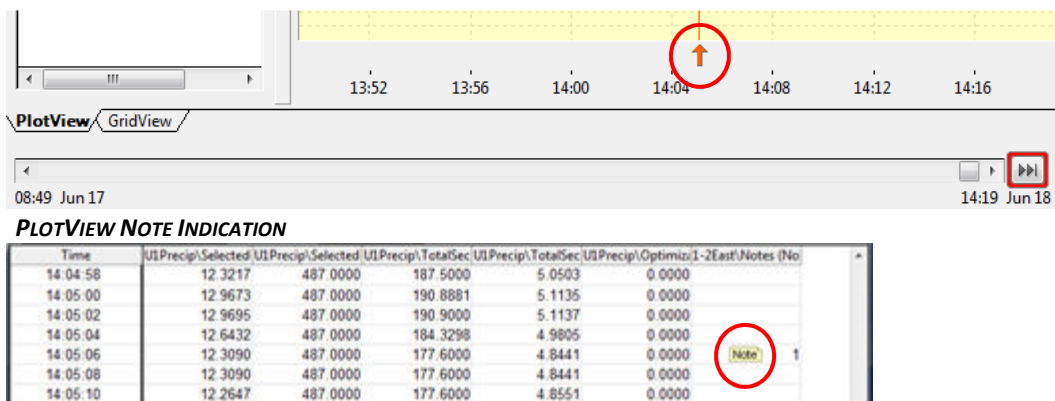 13:52 13:56 14:00 14:04 14:08 14:12 14:16
PlotView GridView
08:49 Jun 17 14:19 Jun 18
PLOTVIEW NOTE INDICATION
Time U1Precip\Selected U1Precip\Selected U1Precip\TotalSec U1Precip\TotalSec U1Precip\Optimiz 1-2East\Notes (No
14:04:58 12.3217 487.0000 187.5000 5.0503 0.0000
14:05:00 12.9673 487.0000 190.8881 5.1135 0.0000
14:05:02 12.9695 487.0000 190.9000 5.1137 0.0000
14:05:04 12.6432 487.0000 184.3298 4.9805 0.0000
14:05:06 12.3090 487.0000 177.6000 4.8441 0.0000 Note 1
14:05:08 12.3090 487.0000 177.6000 4.8441 0.0000
14:05:10 12.2647 487.0000 177.6000 4.8551 0.0000